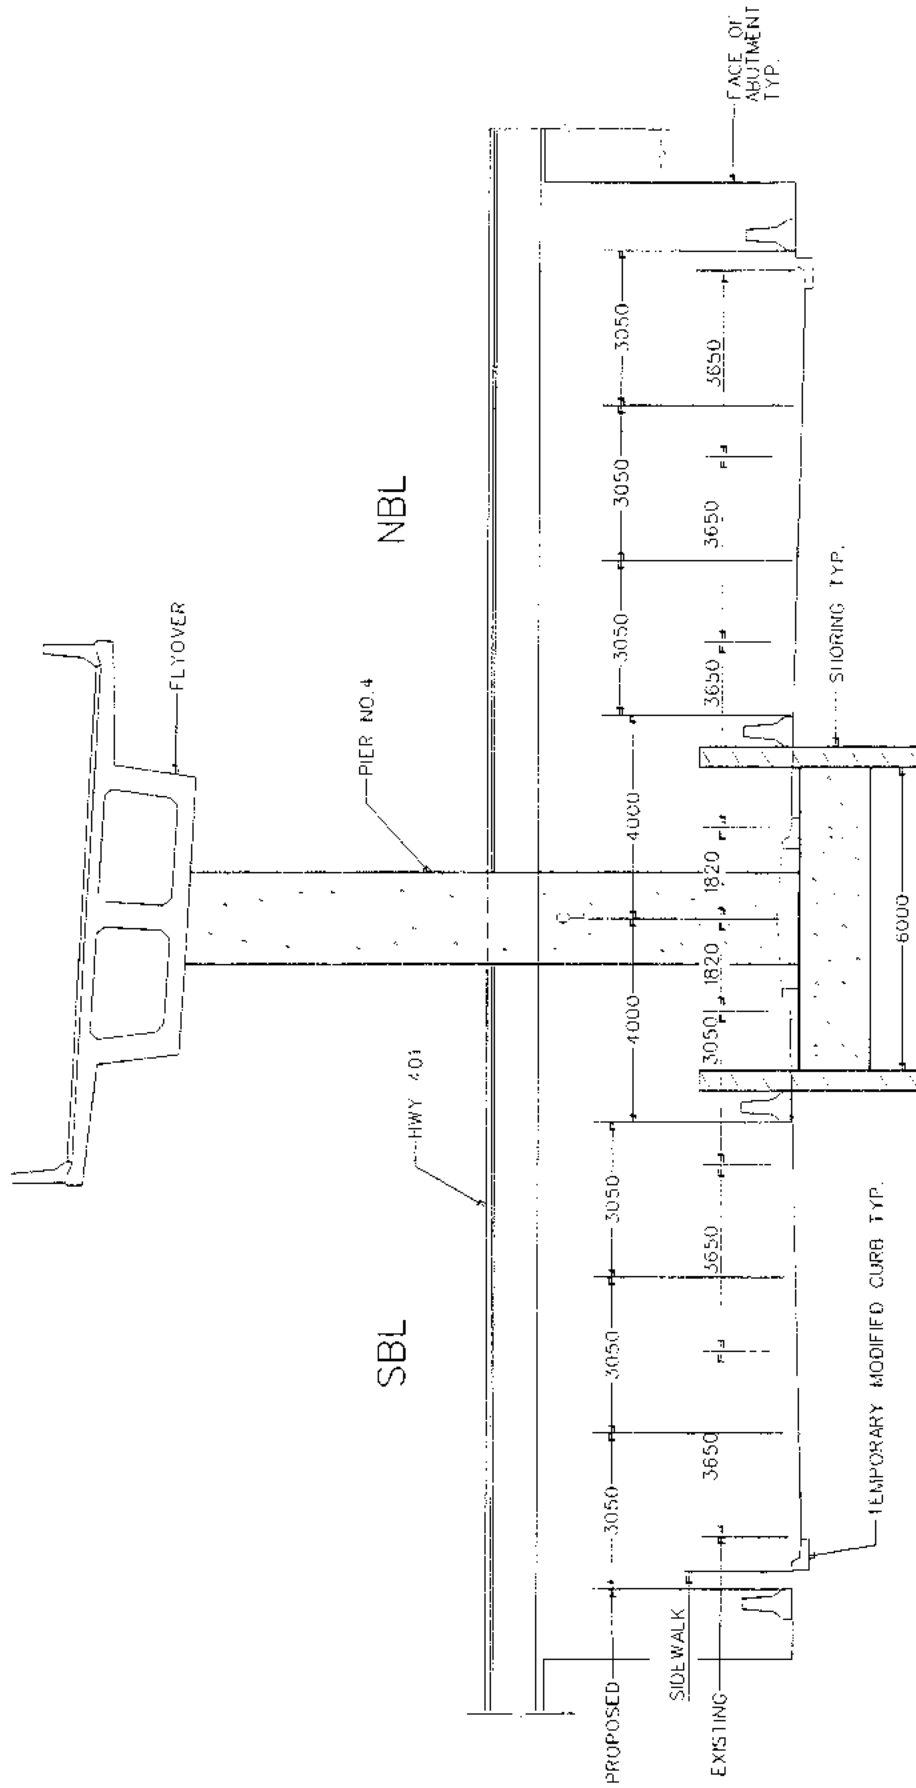 FLYOVER
PIER NO.4
HWY 401
SBL
NBL
FACE OF
ABUTMENT
TYP.
PROPOSED
3050
3050
3050
4000
4000
3050
3050
3050
SIDEWALK
EXISTING
3650
3650
3050
1820
1820
3650
3650
3650
TEMPORARY MODIFIED CURB TYP.
6000
SHORING TYP.